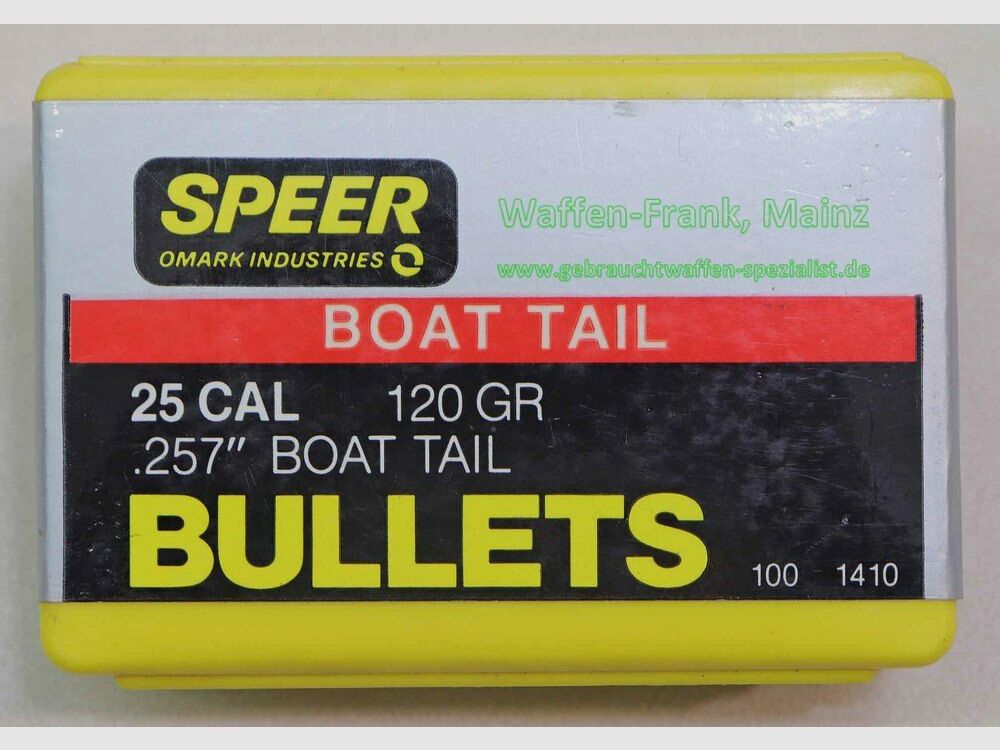 SPEER
OMARK INDUSTRIES
Waffen-Frank, Mainz
www.gebrauchtwaffen-spezialist.de
BOAT TAIL
25 CAL 120 GR
.257" BOAT TAIL
BULLETS
100 1410